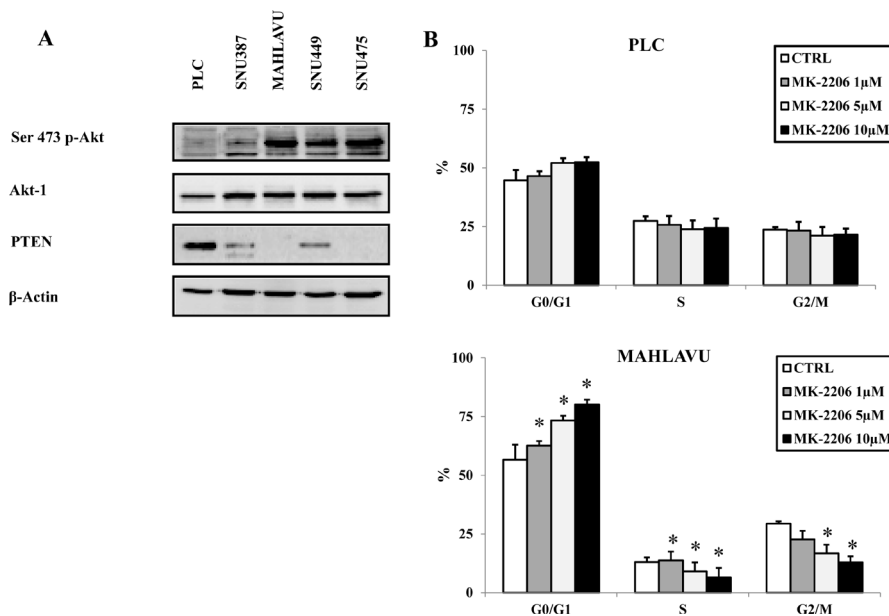 A
PLC
SNU387
MAHLAVU
SNU449
SNU475
Ser 473 p-Akt
Akt-1
PTEN
β-Actin
B
PLC
CTRL
MK-2206 1µM
MK-2206 5µM
MK-2206 10µM
100
75
50
25
0
%
G0/G1
S
G2/M
MAHLAVU
CTRL
MK-2206 1µM
MK-2206 5µM
MK-2206 10µM
100
75
50
25
0
%
*
*
*
*
*
*
*
*
G0/G1
S
G2/M